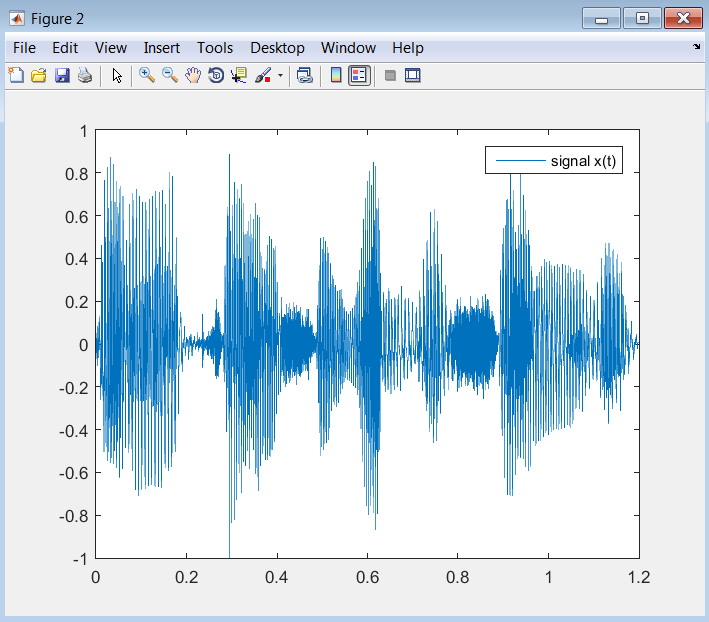 Figure 2
File Edit View Insert Tools Desktop Window Help
signal x(t)
1
0.8
0.6
0.4
0.2
0
-0.2
-0.4
-0.6
-0.8
-1
0 0.2 0.4 0.6 0.8 1 1.2